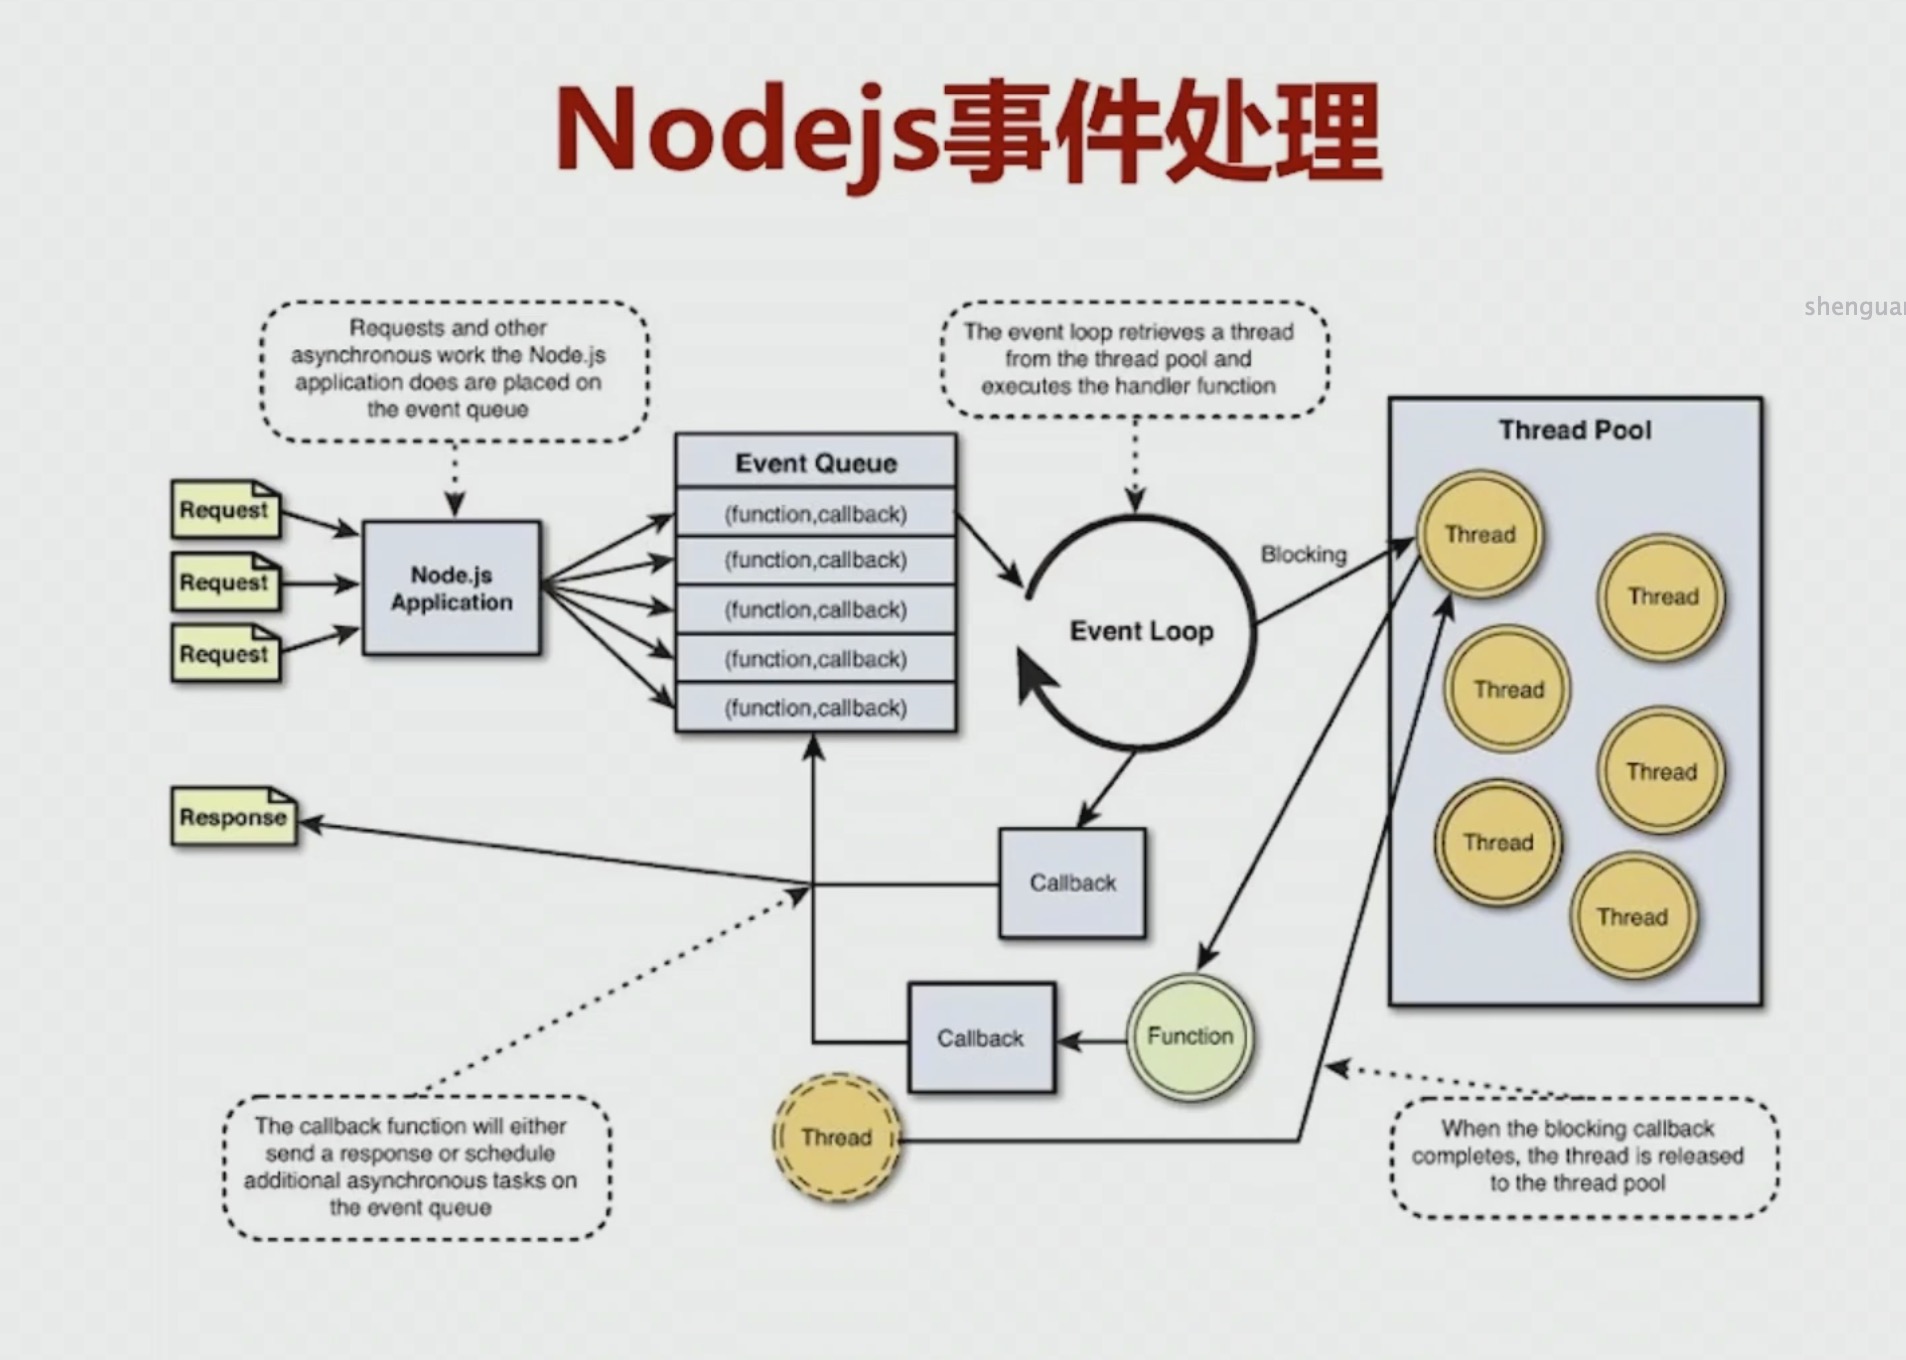 Nodejs事件处理
shenguan
Requests and other
asynchronous work the Node.js
application does are placed on
the event queue
The event loop retrieves a thread
from the thread pool and
executes the handler function
Request
Request
Request
Node.js
Application
Event Queue
(function,callback)
(function,callback)
(function,callback)
(function,callback)
(function,callback)
Event Loop
Blocking
Thread Pool
Thread
Thread
Thread
Thread
Thread
Thread
Response
Callback
Callback
Function
Thread
The callback function will either
send a response or schedule
additional asynchronous tasks on
the event queue
When the blocking callback
completes, the thread is released
to the thread pool